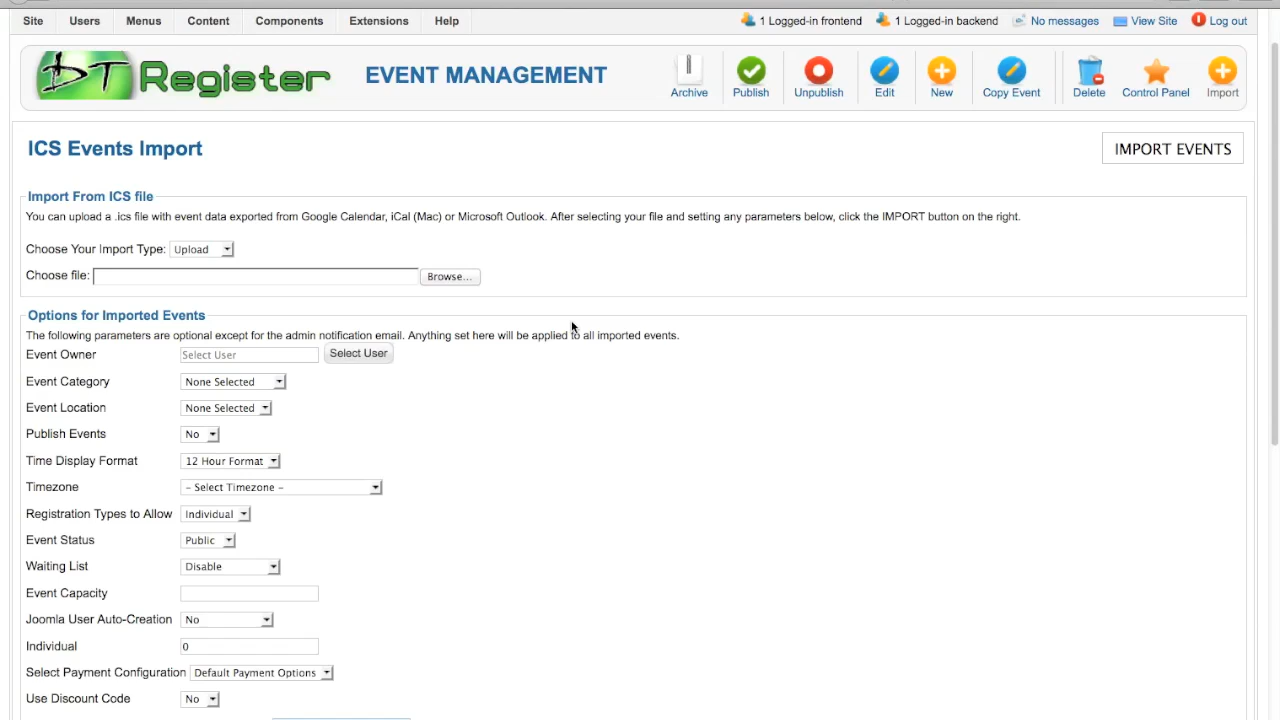 Site Users Menus Content Components Extensions Help 1 Logged-in frontend 1 Logged-in backend No messages View Site Log out
DT Register EVENT MANAGEMENT Archive Publish Unpublish Edit New Copy Event Delete Control Panel Import
ICS Events Import IMPORT EVENTS
Import From ICS file
You can upload a .ics file with event data exported from Google Calendar, iCal (Mac) or Microsoft Outlook. After selecting your file and setting any parameters below, click the IMPORT button on the right.
Choose Your Import Type: Upload
Choose file: Browse...
Options for Imported Events
The following parameters are optional except for the admin notification email. Anything set here will be applied to all imported events.
Event Owner Select User Select User
Event Category None Selected
Event Location None Selected
Publish Events No
Time Display Format 12 Hour Format
Timezone – Select Timezone –
Registration Types to Allow Individual
Event Status Public
Waiting List Disable
Event Capacity
Joomla User Auto-Creation No
Individual 0
Select Payment Configuration Default Payment Options
Use Discount Code No